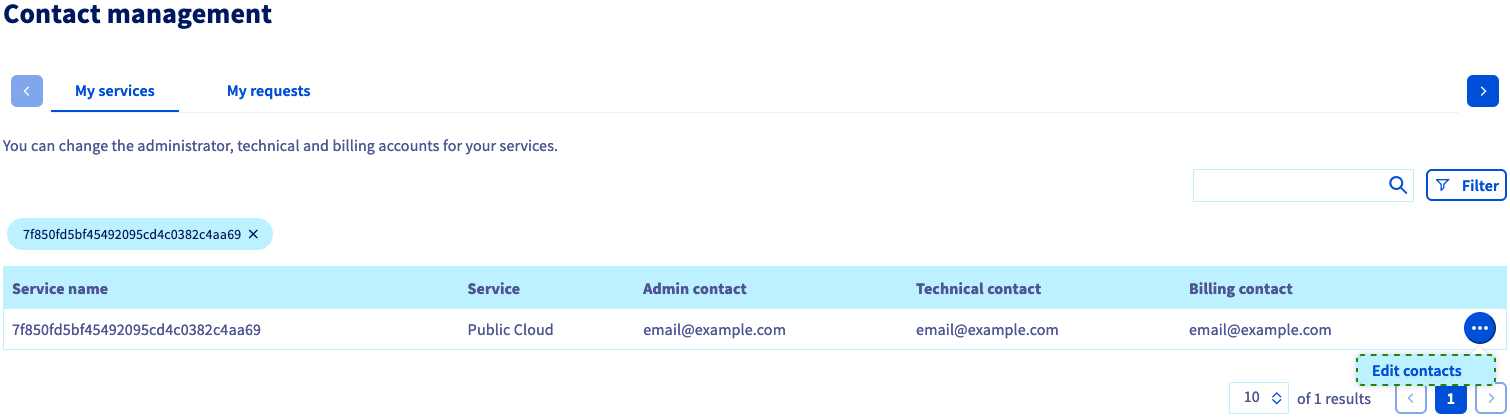 Contact management
My services My requests
You can change the administrator, technical and billing accounts for your services.
Filter
7f850fd5bf45492095cd4c0382c4aa69
Service name Service Admin contact Technical contact Billing contact
7f850fd5bf45492095cd4c0382c4aa69 Public Cloud email@example.com email@example.com email@example.com
Edit contacts
10 of 1 results 1